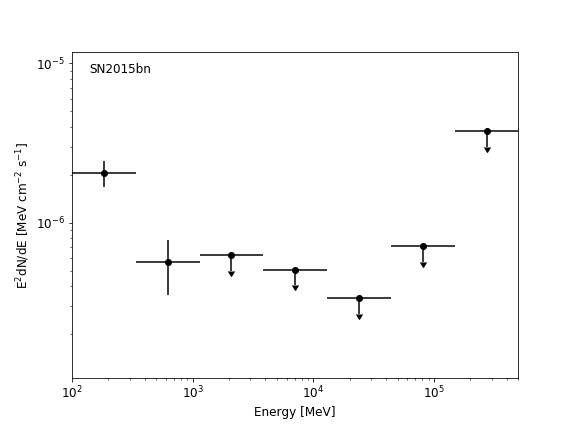 SN2015bn
10⁻⁵
10⁻⁶
E²dN/dE [MeV cm⁻² s⁻¹]
10² 10³ 10⁴ 10⁵
Energy [MeV]